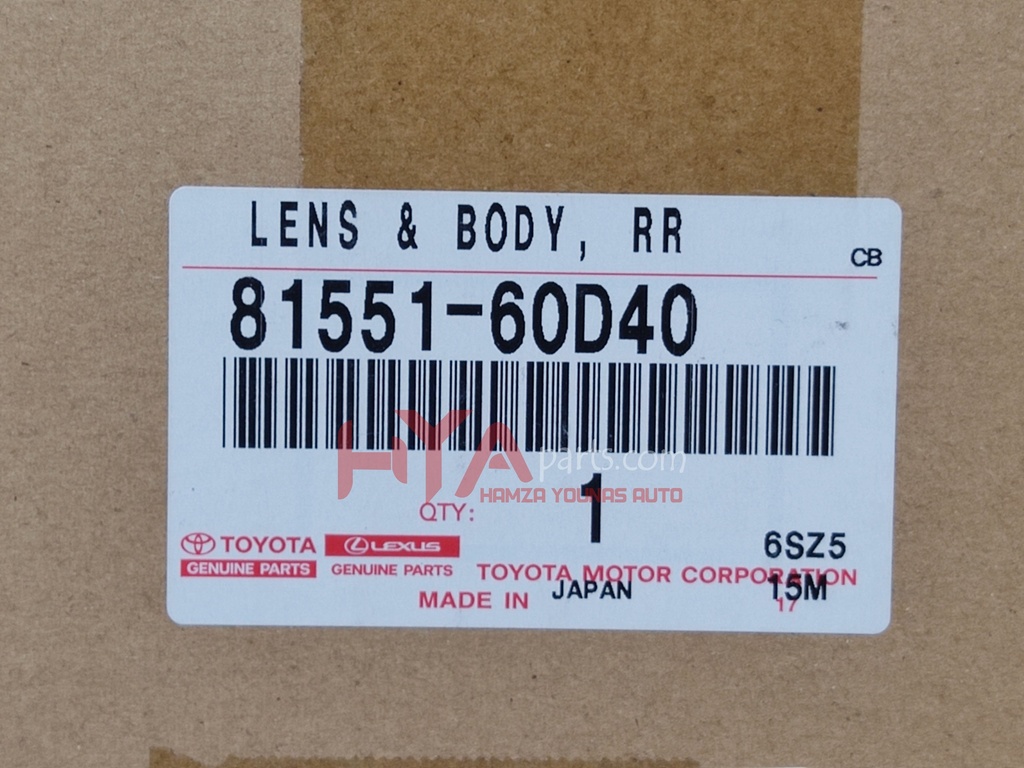 LENS & BODY, RR
CB
81551-60D40
HYA parts.com
HAMZA YOUNAS AUTO
QTY: 1
TOYOTA LEXUS 6SZ5
GENUINE PARTS GENUINE PARTS TOYOTA MOTOR CORPORATION
MADE IN JAPAN 15M
17